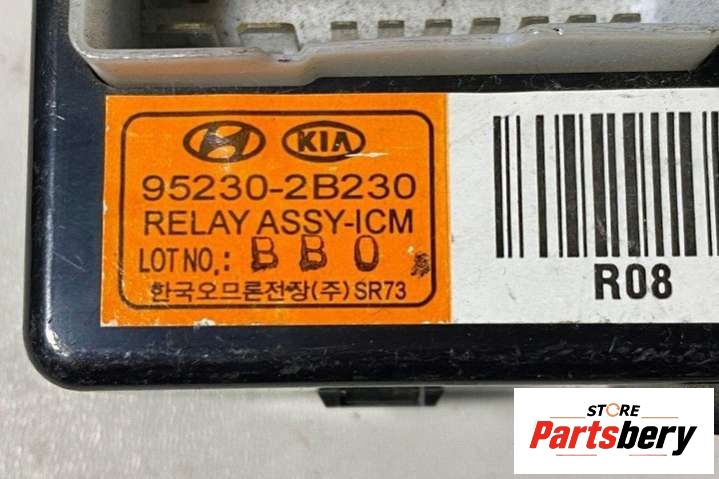 KIA
95230-2B230
RELAY ASSY-ICM
LOT NO.: B B 0
한국오므론전장(주) SR73
R08
STORE
Partsbery